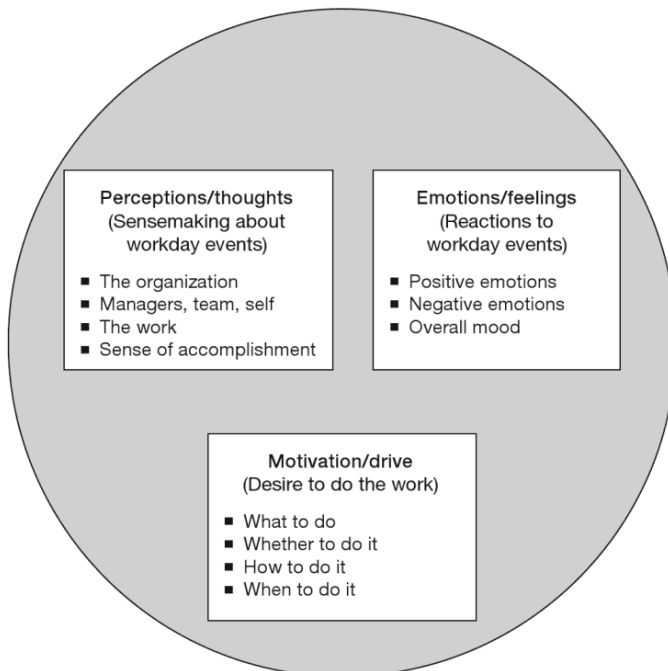 Perceptions/thoughts
(Sensemaking about
workday events)
■ The organization
■ Managers, team, self
■ The work
■ Sense of accomplishment
Emotions/feelings
(Reactions to
workday events)
■ Positive emotions
■ Negative emotions
■ Overall mood
Motivation/drive
(Desire to do the work)
■ What to do
■ Whether to do it
■ How to do it
■ When to do it